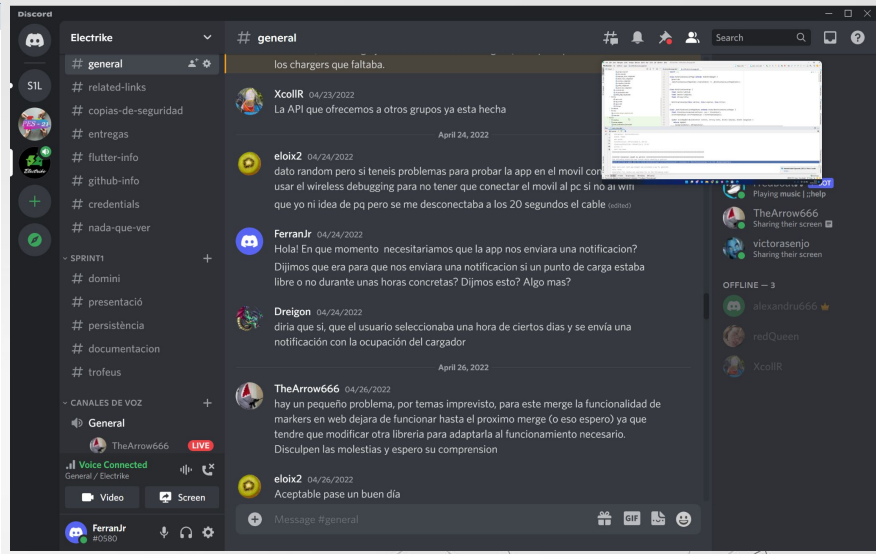 Discord
Electrike
# general
Search
# general
# related-links
# copias-de-seguridad
# entregas
# flutter-info
# github-info
# credentials
# nada-que-ver
SPRINT1
# domini
# presentació
# persistència
# documentacion
# trofeus
CANALES DE VOZ
General
TheArrow666 LIVE
Voice Connected
General / Electrike
Video
Screen
FerranJr
#0580
S1L
los chargers que faltaba.
XcollR 04/23/2022
La API que ofrecemos a otros grupos ya esta hecha
April 24, 2022
eloix2 04/24/2022
dato random pero si teneis problemas para probar la app en el movil
usar el wireless debugging para no tener que conectar el movil al pc si no al wifi
que yo ni idea de pq pero se me desconectaba a los 20 segundos el cable (edited)
FerranJr 04/24/2022
Hola! En que momento necesitariamos que la app nos enviara una notificacion?
Dijimos que era para que nos enviara una notificacion si un punto de carga estaba
libre o no durante unas horas concretas? Dijmos esto? Algo mas?
Dreigon 04/24/2022
diria que si, que el usuario seleccionaba una hora de ciertos dias y se envía una
notificación con la ocupación del cargador
April 26, 2022
TheArrow666 04/26/2022
hay un pequeño problema, por temas imprevisto, para este merge la funcionalidad de
markers en web dejara de funcionar hasta el proximo merge (o eso espero) ya que
tendre que modificar otra libreria para adaptarla al funcionamiento necesario.
Disculpen las molestias y espero su comprension
eloix2 04/26/2022
Aceptable pase un buen día
Message #general
GIF
Playing music | ;;help
TheArrow666
Sharing their screen
victorasenjo
Sharing their screen
OFFLINE — 3
alexandru666
redQueen
XcollR